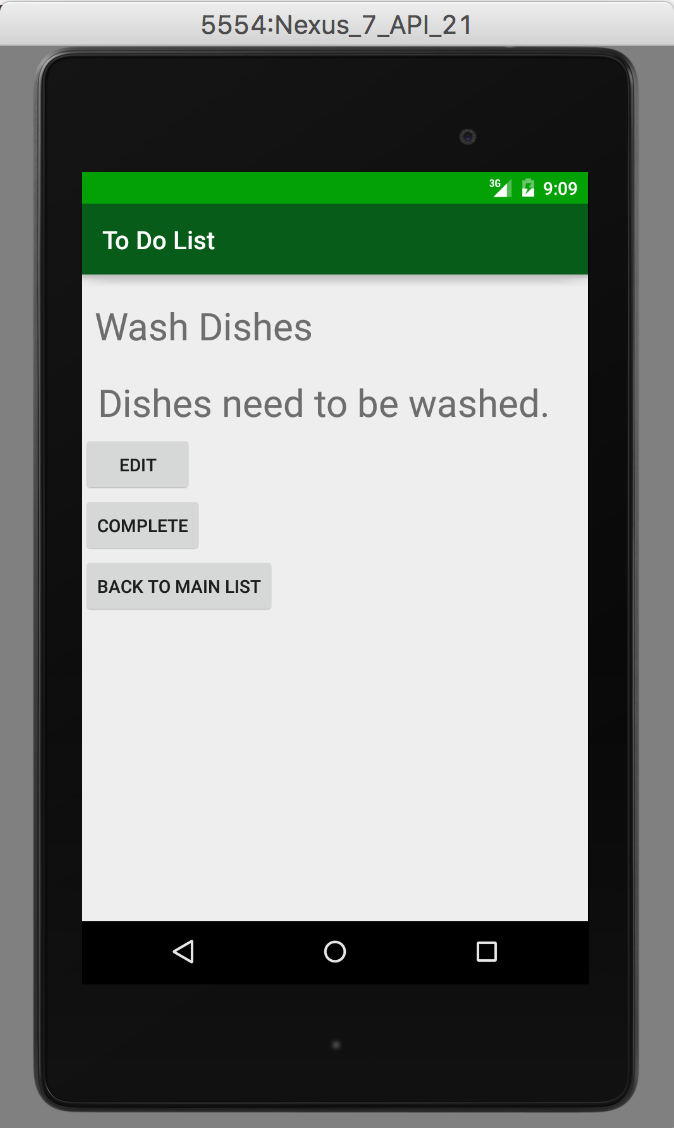 5554:Nexus_7_API_21
3G 9:09
To Do List
Wash Dishes
Dishes need to be washed.
EDIT
COMPLETE
BACK TO MAIN LIST